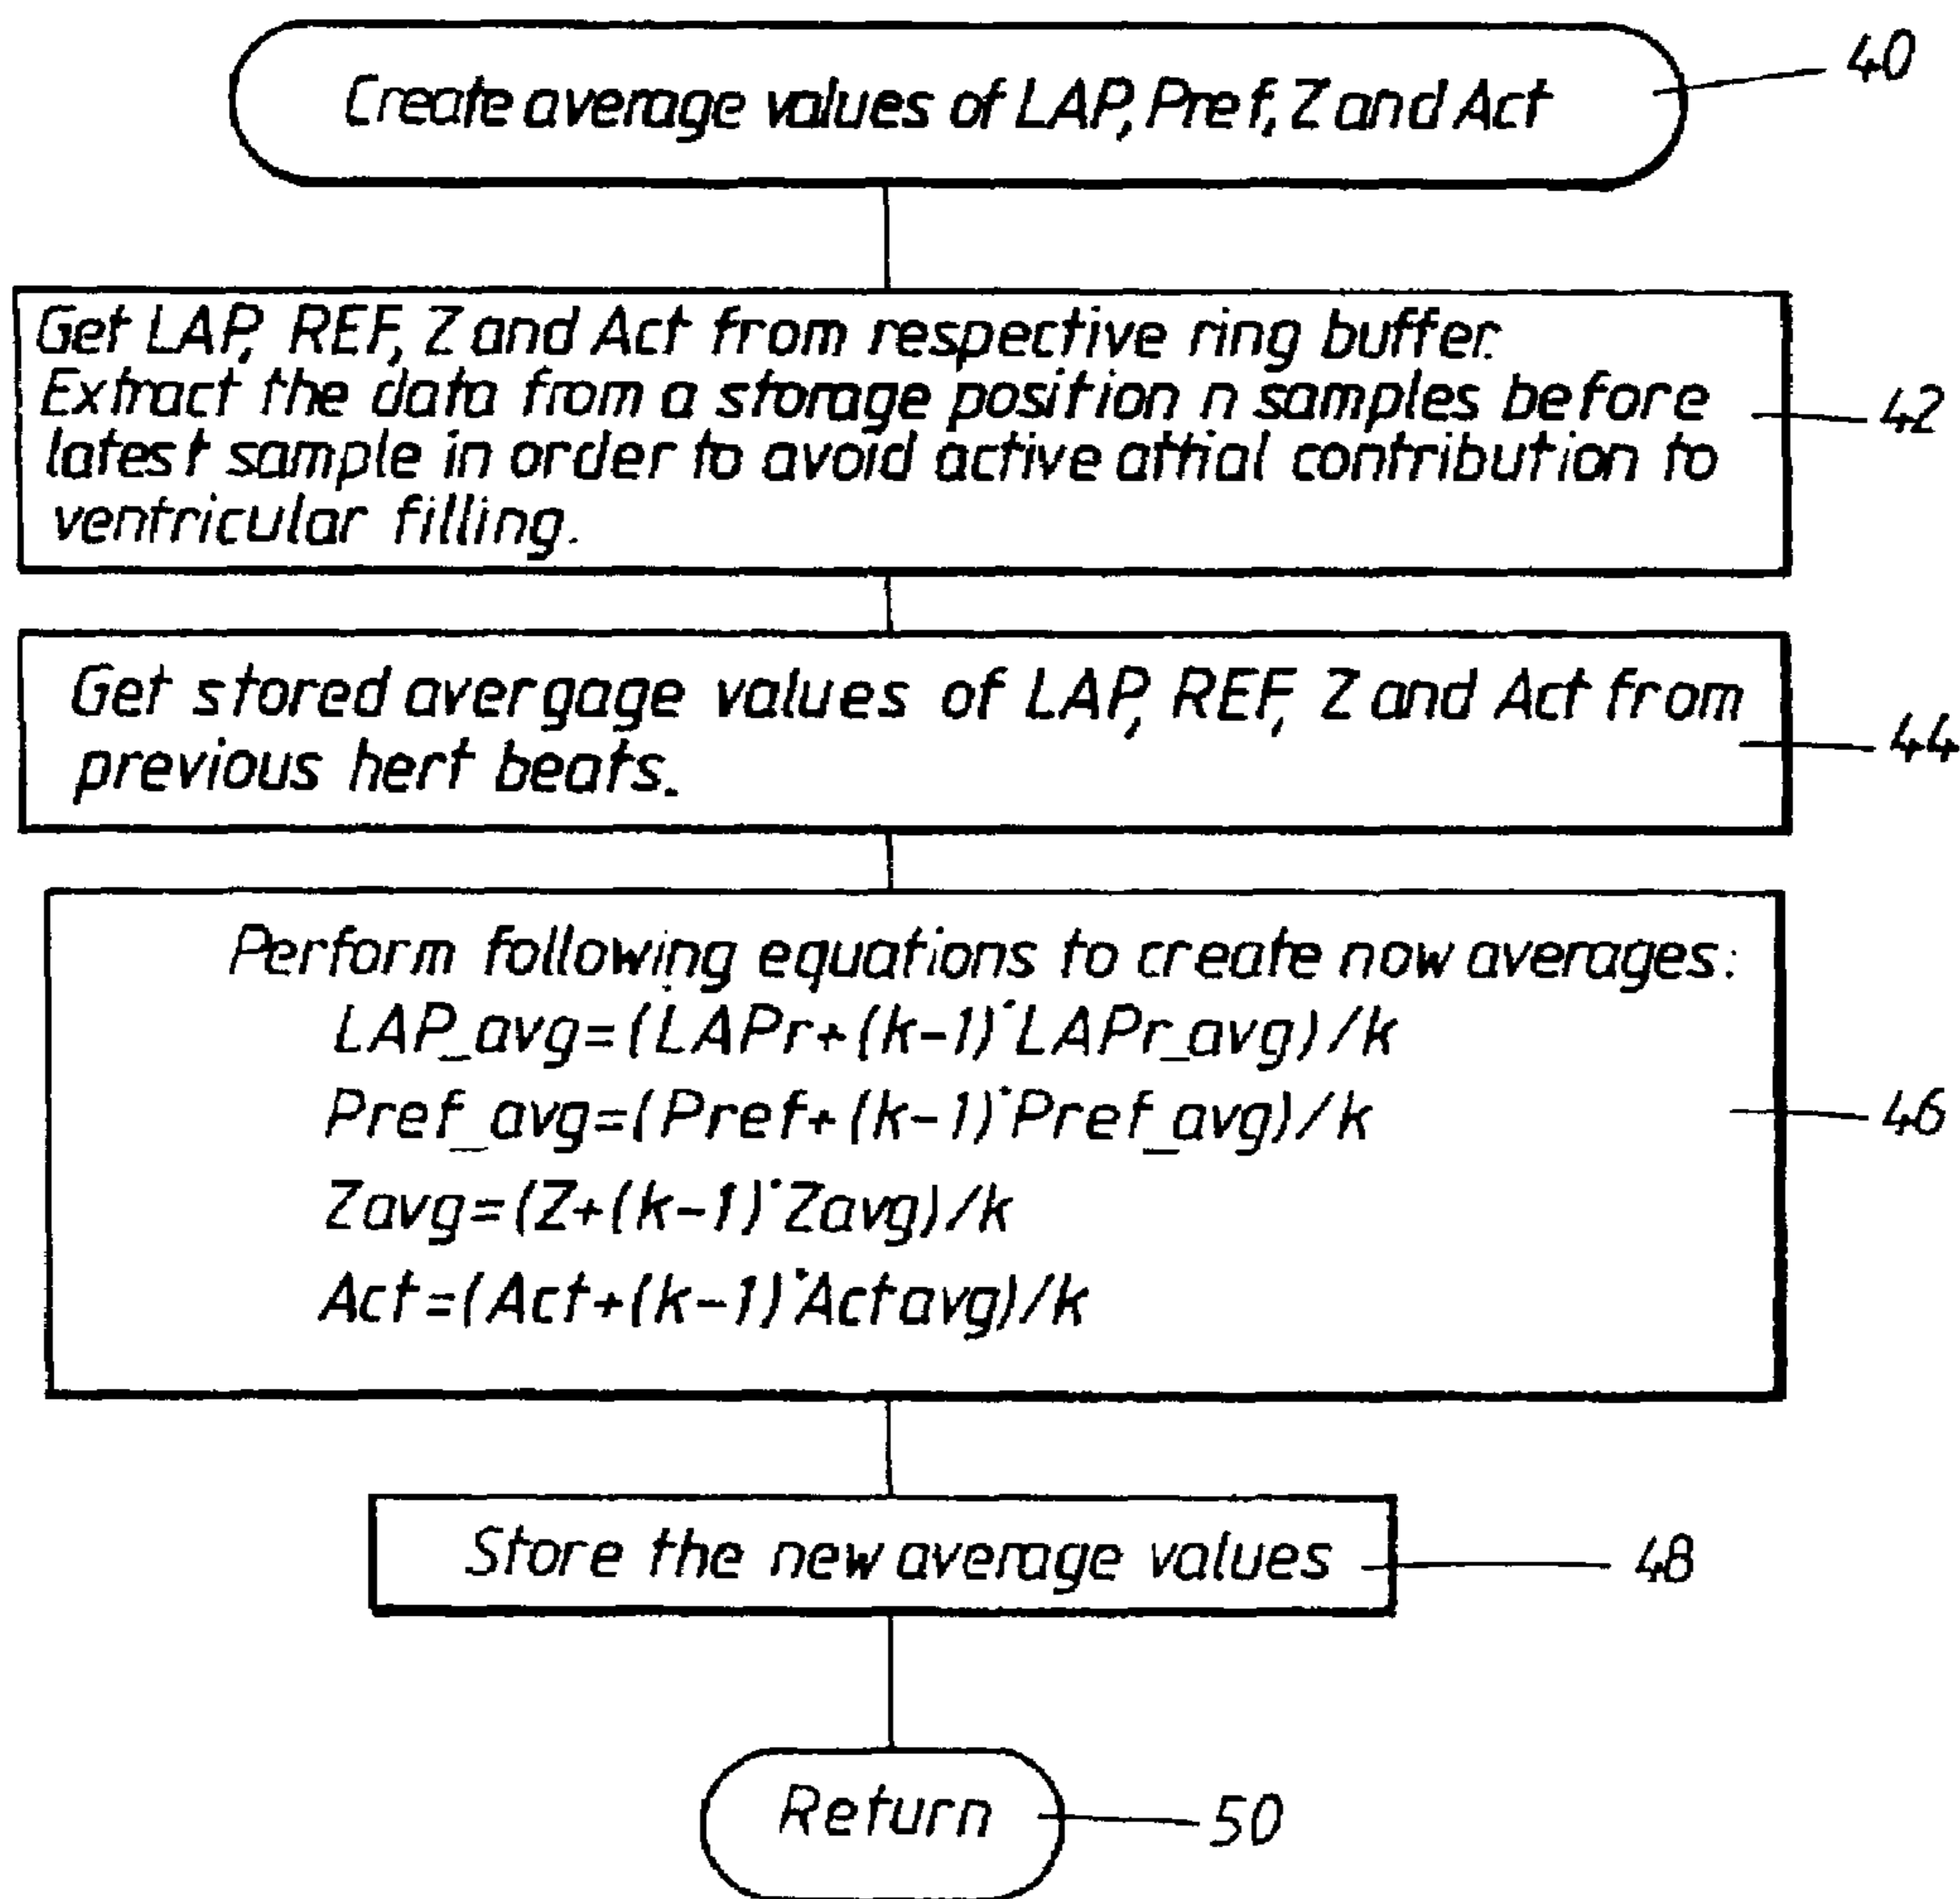 Create average values of LAP, Pref, Z and Act
40
Get LAP, REF, Z and Act from respective ring buffer.
Extract the data from a storage position n samples before
latest sample in order to avoid active atrial contribution to
ventricular filling.
42
Get stored avergage values of LAP, REF, Z and Act from
previous hert beats.
44
Perform following equations to create now averages:
LAP_avg=(LAPr+(k-1)*LAPr_avg)/k
Pref_avg=(Pref+(k-1)*Pref_avg)/k
Zavg=(Z+(k-1)*Zavg)/k
Act=(Act+(k-1)*Actavg)/k
46
Store the new average values
48
Return
50